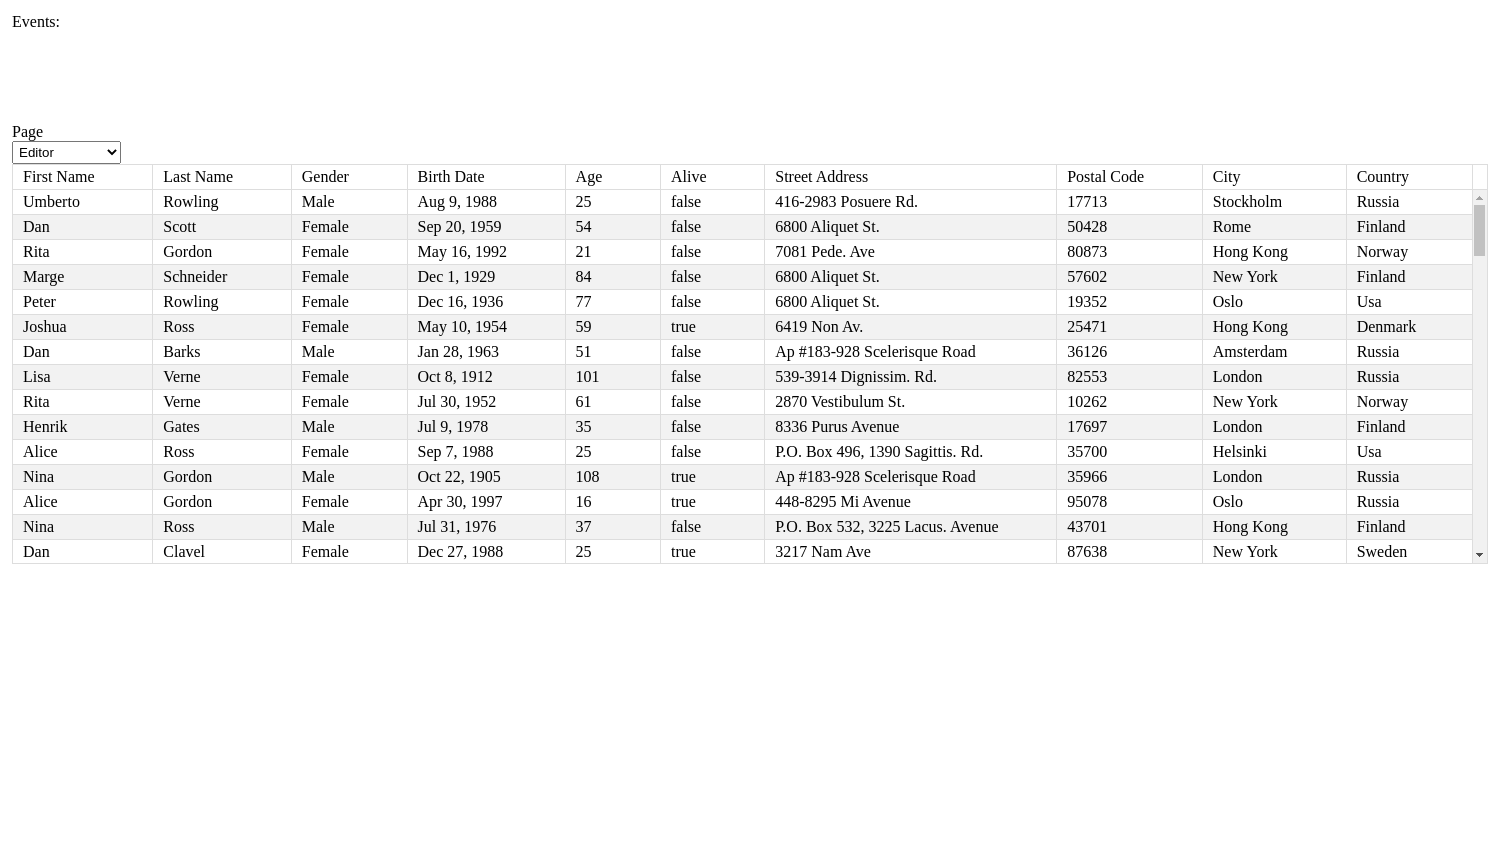 Events:
Page
Editor
First Name Last Name Gender Birth Date Age Alive Street Address Postal Code City Country
Umberto Rowling Male Aug 9, 1988 25 false 416-2983 Posuere Rd. 17713 Stockholm Russia
Dan Scott Female Sep 20, 1959 54 false 6800 Aliquet St. 50428 Rome Finland
Rita Gordon Female May 16, 1992 21 false 7081 Pede. Ave 80873 Hong Kong Norway
Marge Schneider Female Dec 1, 1929 84 false 6800 Aliquet St. 57602 New York Finland
Peter Rowling Female Dec 16, 1936 77 false 6800 Aliquet St. 19352 Oslo Usa
Joshua Ross Female May 10, 1954 59 true 6419 Non Av. 25471 Hong Kong Denmark
Dan Barks Male Jan 28, 1963 51 false Ap #183-928 Scelerisque Road 36126 Amsterdam Russia
Lisa Verne Female Oct 8, 1912 101 false 539-3914 Dignissim. Rd. 82553 London Russia
Rita Verne Female Jul 30, 1952 61 false 2870 Vestibulum St. 10262 New York Norway
Henrik Gates Male Jul 9, 1978 35 false 8336 Purus Avenue 17697 London Finland
Alice Ross Female Sep 7, 1988 25 false P.O. Box 496, 1390 Sagittis. Rd. 35700 Helsinki Usa
Nina Gordon Male Oct 22, 1905 108 true Ap #183-928 Scelerisque Road 35966 London Russia
Alice Gordon Female Apr 30, 1997 16 true 448-8295 Mi Avenue 95078 Oslo Russia
Nina Ross Male Jul 31, 1976 37 false P.O. Box 532, 3225 Lacus. Avenue 43701 Hong Kong Finland
Dan Clavel Female Dec 27, 1988 25 true 3217 Nam Ave 87638 New York Sweden